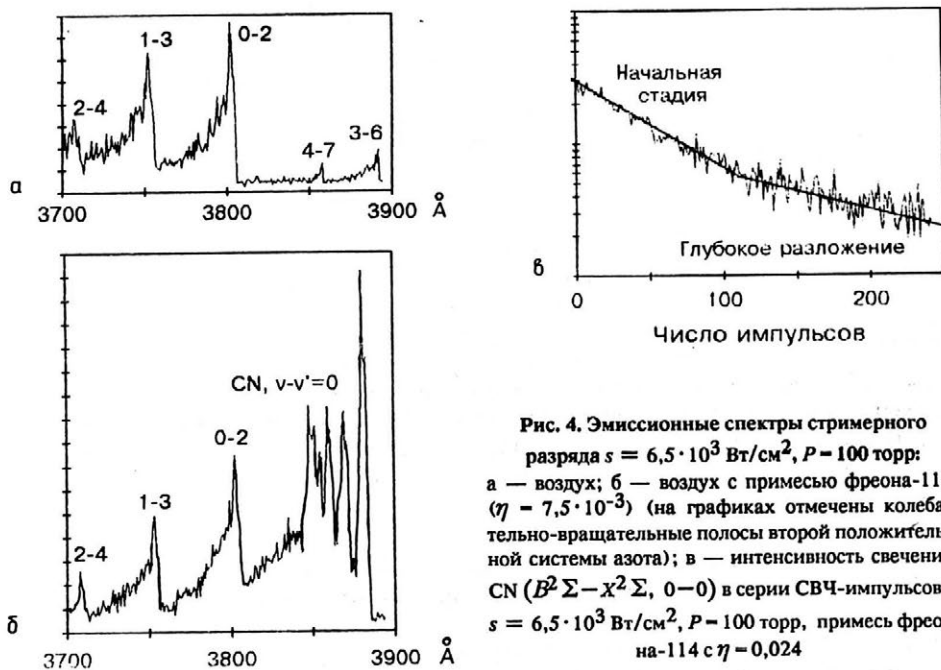 1-3
0-2
2-4
4-7
3-6
а
3700
3800
3900
Å
Начальная
стадия
Глубокое разложение
в
0
100
200
Число импульсов
CN, v-v'=0
0-2
1-3
2-4
б
3700
3800
3900
Å
Рис. 4. Эмиссионные спектры стримерного
разряда s = 6,5·10³ Вт/см², P = 100 торр:
а — воздух; б — воздух с примесью фреона-11
(η = 7,5·10⁻³) (на графиках отмечены колеба
тельно-вращательные полосы второй положитель
ной системы азота); в — интенсивность свечени
CN (B²Σ−X²Σ, 0−0) в серии СВЧ-импульсов
s = 6,5·10³ Вт/см², P = 100 торр, примесь фрео
на-114 с η = 0,024